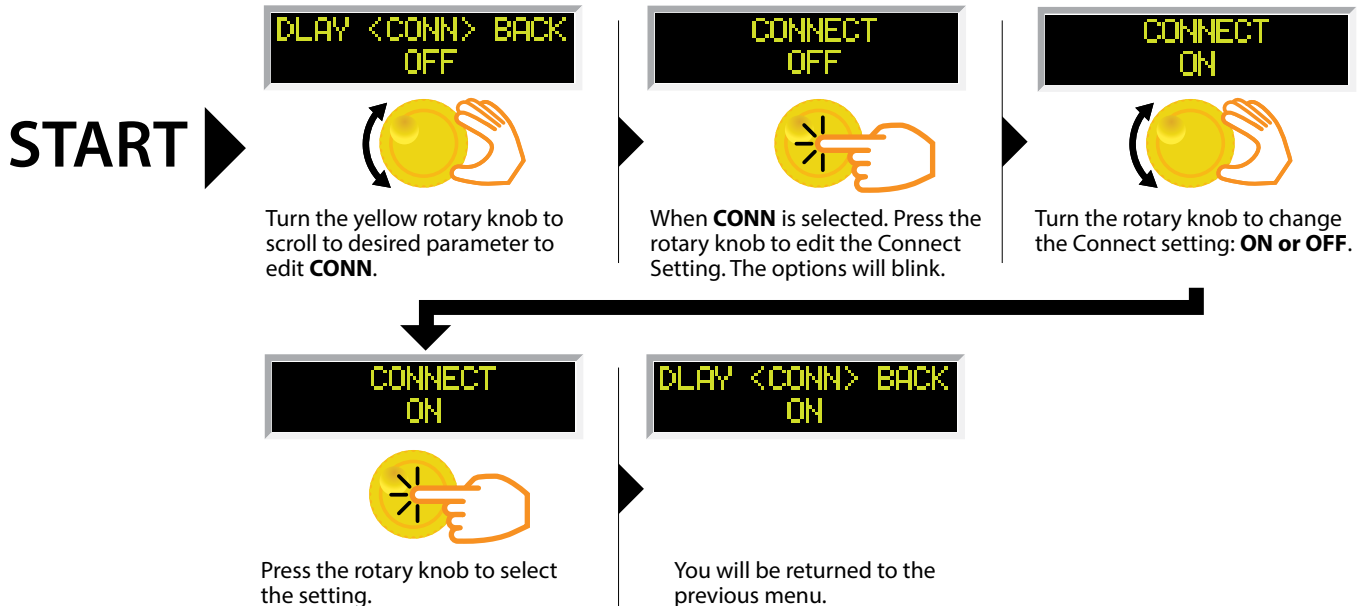 DLAY <CONN> BACK
OFF
CONNECT
OFF
CONNECT
ON
START
Turn the yellow rotary knob to
scroll to desired parameter to
edit CONN.
When CONN is selected. Press the
rotary knob to edit the Connect
Setting. The options will blink.
Turn the rotary knob to change
the Connect setting: ON or OFF.
CONNECT
ON
DLAY <CONN> BACK
ON
Press the rotary knob to select
the setting.
You will be returned to the
previous menu.